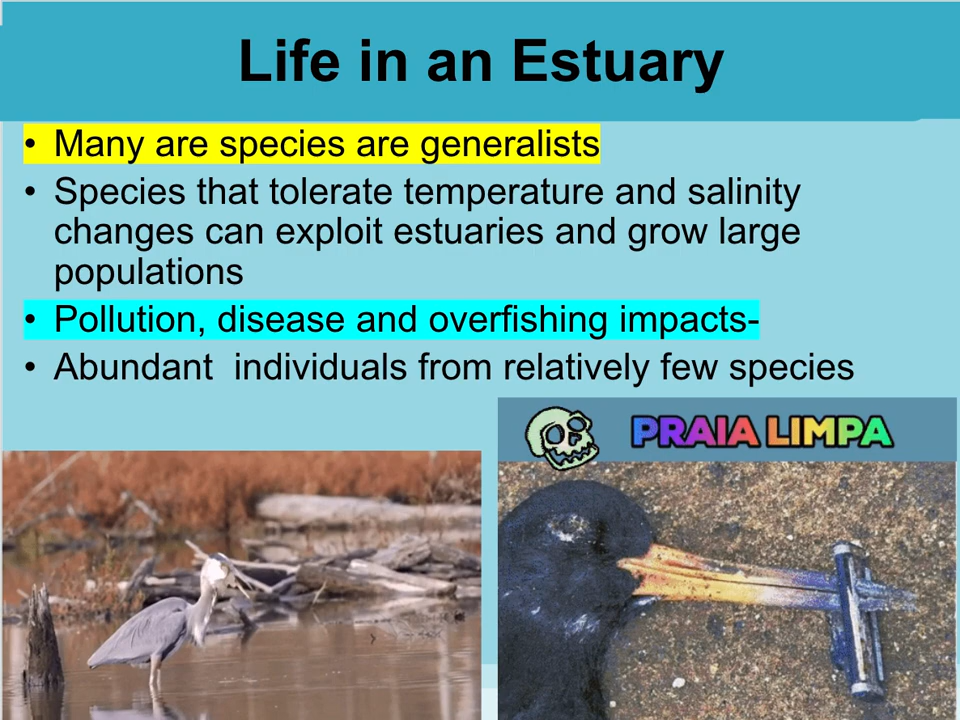 Life in an Estuary
• Many are species are generalists
• Species that tolerate temperature and salinity
changes can exploit estuaries and grow large
populations
• Pollution, disease and overfishing impacts-
• Abundant  individuals from relatively few species
PRAIA LIMPA